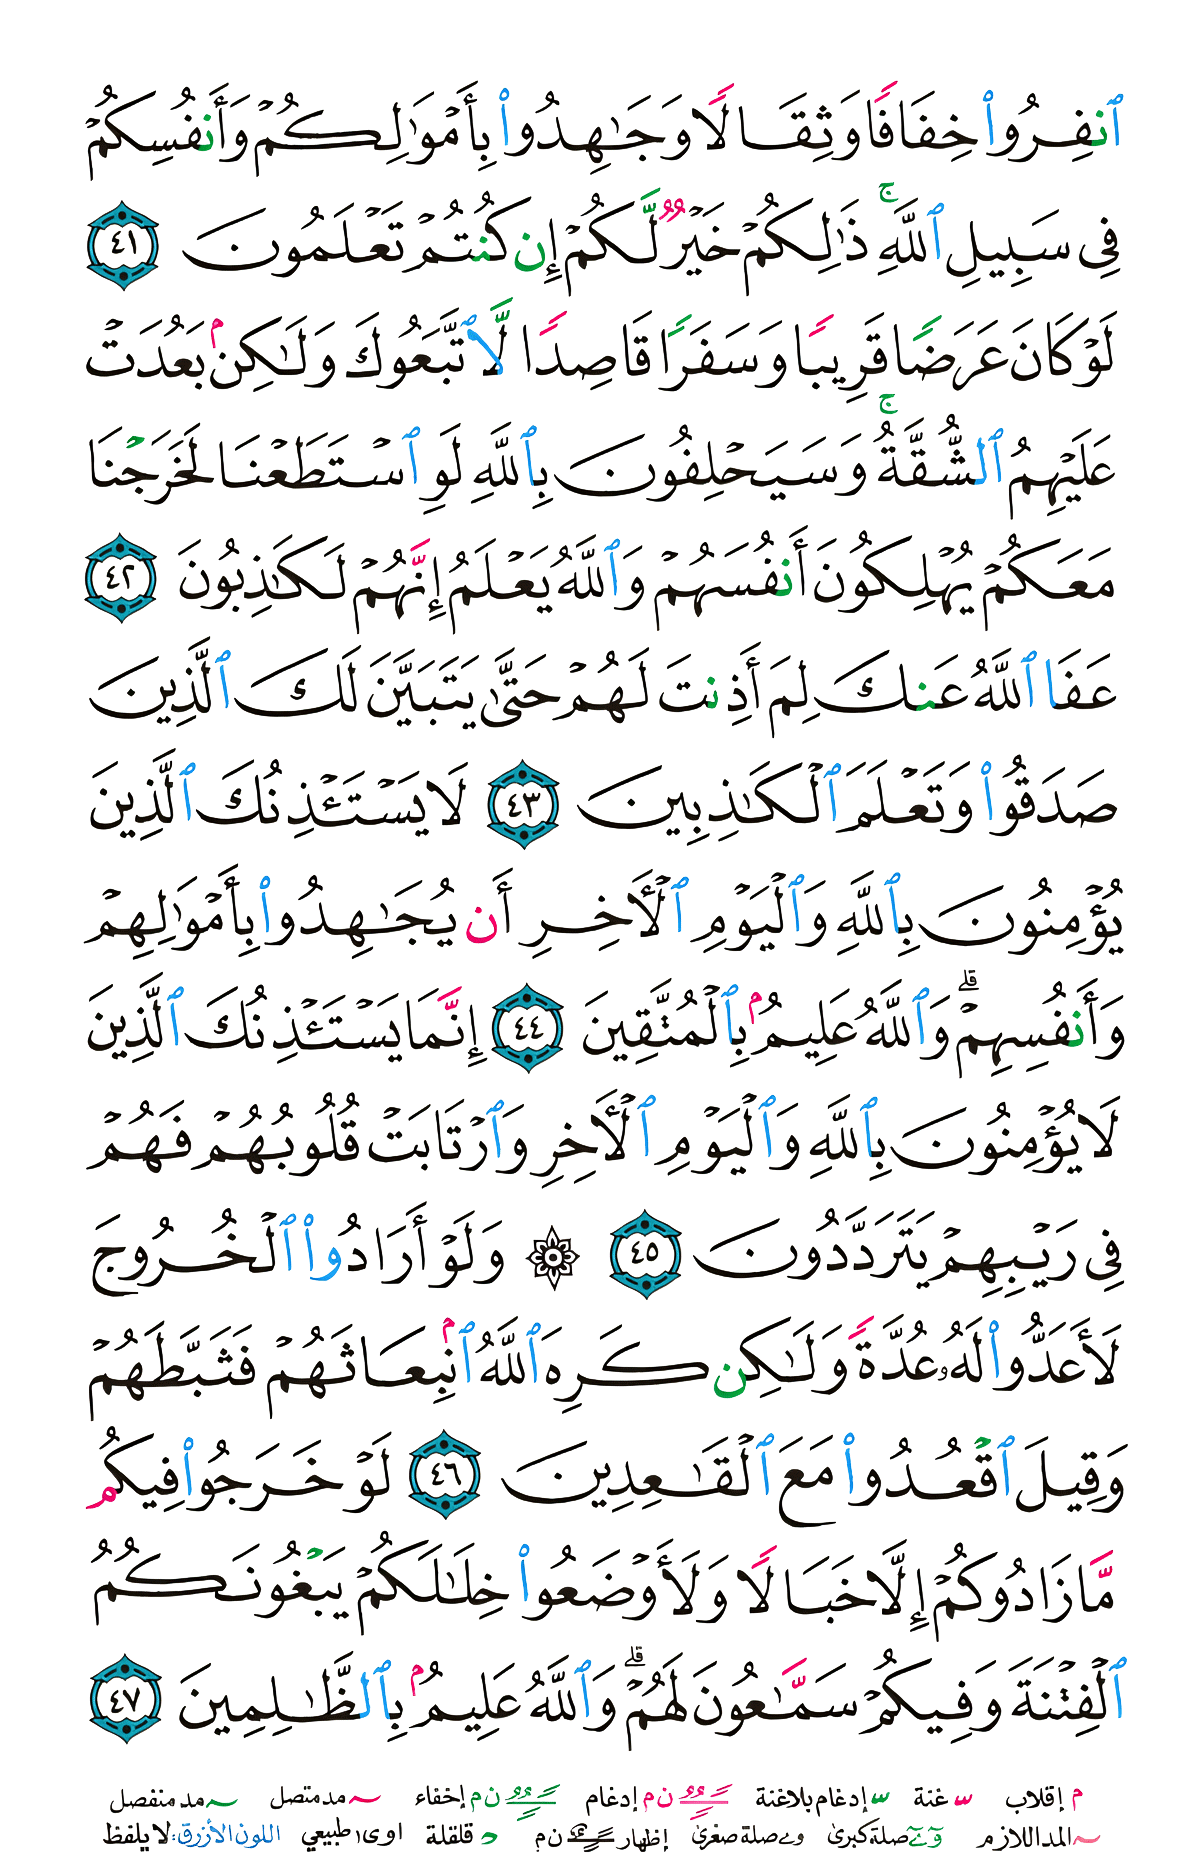 ٱنفِرُوا۟ خِفَافًا وَثِقَالًا وَجَـٰهِدُوا۟ بِأَمْوَٰلِكُمْ وَأَنفُسِكُمْ
فِى سَبِيلِ ٱللَّهِ ۚ ذَٰلِكُمْ خَيْرٌ لَّكُمْ إِن كُنتُمْ تَعْلَمُونَ ٤١
لَوْ كَانَ عَرَضًا قَرِيبًا وَسَفَرًا قَاصِدًا لَّٱتَّبَعُوكَ وَلَـٰكِنۢ بَعُدَتْ
عَلَيْهِمُ ٱلشُّقَّةُ ۚ وَسَيَحْلِفُونَ بِٱللَّهِ لَوِ ٱسْتَطَعْنَا لَخَرَجْنَا
مَعَكُمْ يُهْلِكُونَ أَنفُسَهُمْ وَٱللَّهُ يَعْلَمُ إِنَّهُمْ لَكَـٰذِبُونَ ٤٢
عَفَا ٱللَّهُ عَنكَ لِمَ أَذِنتَ لَهُمْ حَتَّىٰ يَتَبَيَّنَ لَكَ ٱلَّذِينَ
صَدَقُوا۟ وَتَعْلَمَ ٱلْكَـٰذِبِينَ ٤٣ لَا يَسْتَـْٔذِنُكَ ٱلَّذِينَ
يُؤْمِنُونَ بِٱللَّهِ وَٱلْيَوْمِ ٱلْـَٔاخِرِ أَن يُجَـٰهِدُوا۟ بِأَمْوَٰلِهِمْ
وَأَنفُسِهِمْ ۗ وَٱللَّهُ عَلِيمٌۢ بِٱلْمُتَّقِينَ ٤٤ إِنَّمَا يَسْتَـْٔذِنُكَ ٱلَّذِينَ
لَا يُؤْمِنُونَ بِٱللَّهِ وَٱلْيَوْمِ ٱلْـَٔاخِرِ وَٱرْتَابَتْ قُلُوبُهُمْ فَهُمْ
فِى رَيْبِهِمْ يَتَرَدَّدُونَ ٤٥ ۞ وَلَوْ أَرَادُوا۟ ٱلْخُرُوجَ
لَأَعَدُّوا۟ لَهُۥ عُدَّةً وَلَـٰكِن كَرِهَ ٱللَّهُ ٱنۢبِعَاثَهُمْ فَثَبَّطَهُمْ
وَقِيلَ ٱقْعُدُوا۟ مَعَ ٱلْقَـٰعِدِينَ ٤٦ لَوْ خَرَجُوا۟ فِيكُم
مَّا زَادُوكُمْ إِلَّا خَبَالًا وَلَأَوْضَعُوا۟ خِلَـٰلَكُمْ يَبْغُونَكُمُ
ٱلْفِتْنَةَ وَفِيكُمْ سَمَّـٰعُونَ لَهُمْ ۗ وَٱللَّهُ عَلِيمٌۢ بِٱلظَّـٰلِمِينَ ٤٧
م إقلاب غنة إدغام بلاغنة ن م إدغام ن م إخفاء مد متصل مد منفصل
المد اللازم صلة كبرى و ے صلة صغرى إظهار ن م قلقلة اوى طبيعي اللون الأزرق: لا يلفظ